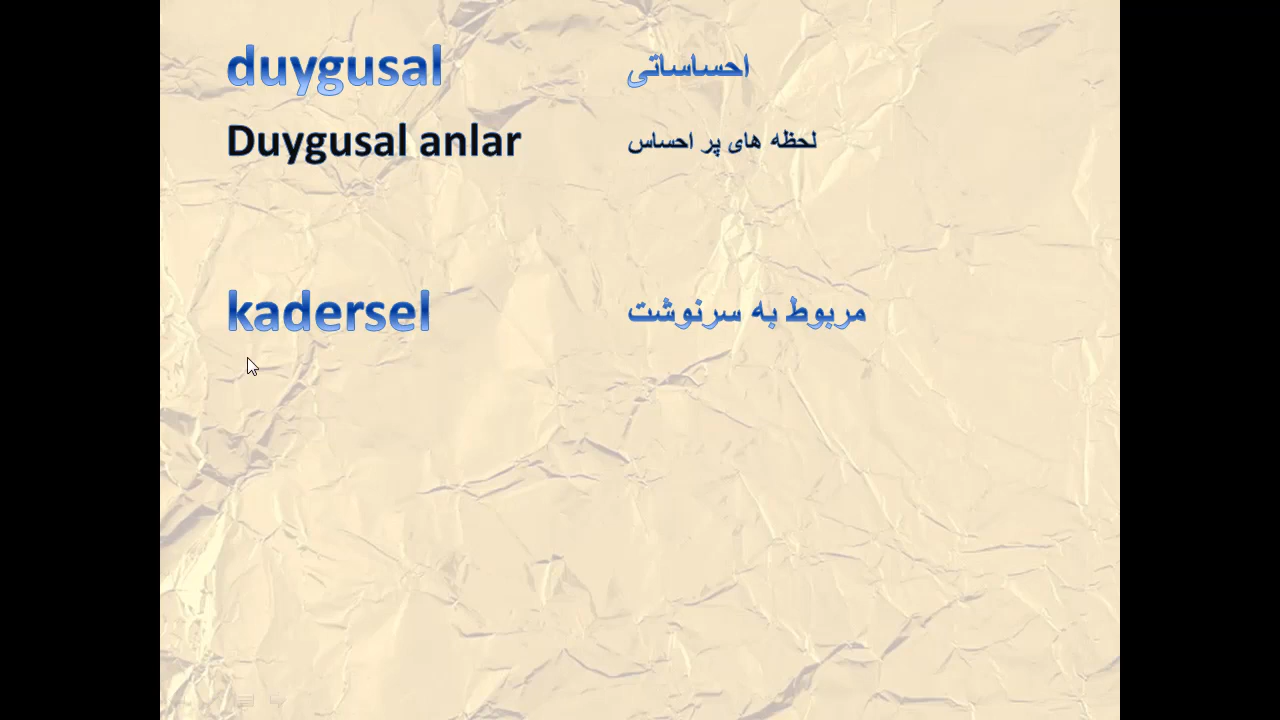 duygusal احساساتی
Duygusal anlar لحظه های پر احساس
kadersel مربوط به سرنوشت